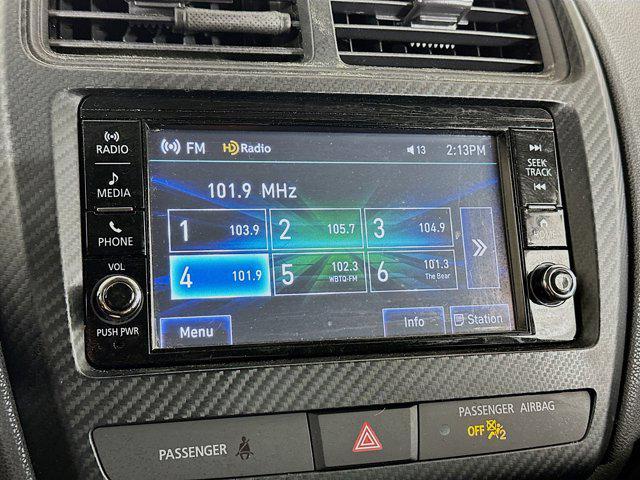 RADIO
MEDIA
PHONE
VOL
PUSH PWR
FM HD Radio 13 2:13PM
101.9 MHz
1 103.9 2 105.7 3 104.9
4 101.9 5 102.3 WBTQ-FM 6 101.3 The Bear
Menu Info Station
SEEK
TRACK
PASSENGER
PASSENGER AIRBAG
OFF 2